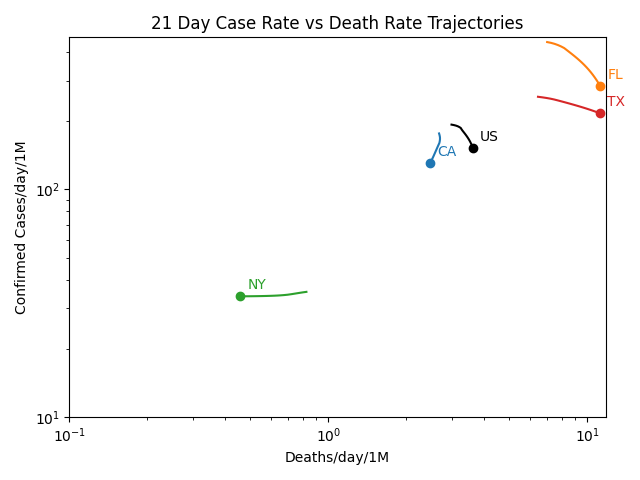 21 Day Case Rate vs Death Rate Trajectories
Confirmed Cases/day/1M
10²
10¹
FL
TX
US
CA
NY
10⁻¹
10⁰
10¹
Deaths/day/1M